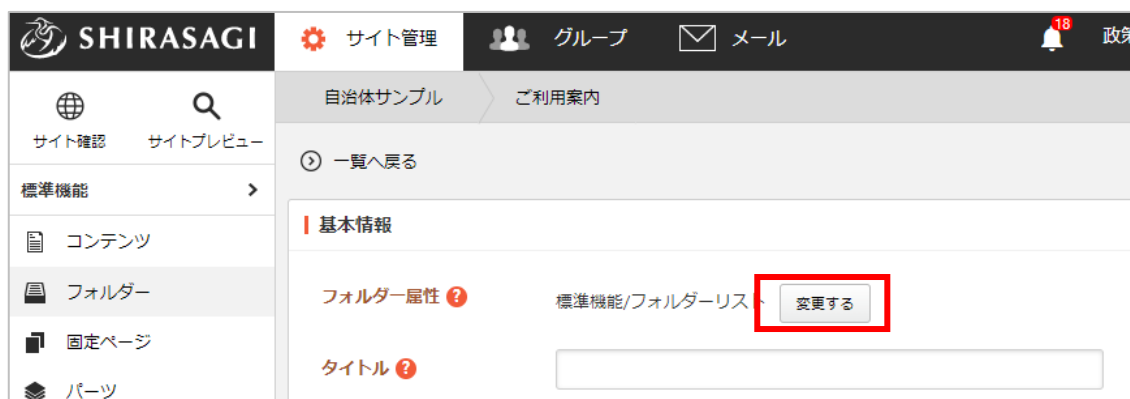 SHIRASAGI サイト管理 グループ メール 18 政策
自治体サンプル ご利用案内
サイト確認 サイトプレビュー
一覧へ戻る
標準機能
基本情報
コンテンツ
フォルダー
フォルダー属性 ? 標準機能/フォルダーリスト 変更する
固定ページ
タイトル ?
パーツ